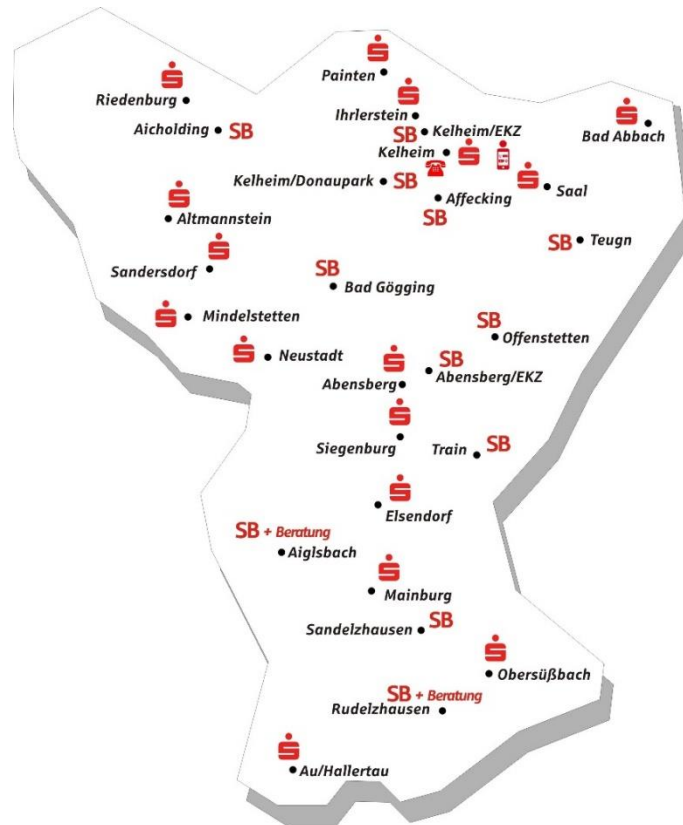 Painten
Riedenburg
Ihrlerstein
Aicholding
SB
SB
Kelheim/EKZ
Bad Abbach
Kelheim
Kelheim/Donaupark
SB
Saal
Affecking
SB
Altmannstein
SB
Teugn
Sandersdorf
SB
Bad Gögging
Mindelstetten
SB
Offenstetten
Neustadt
SB
Abensberg
Abensberg/EKZ
Siegenburg
Train
SB
Elsendorf
SB + Beratung
Aiglsbach
Mainburg
Sandelzhausen
SB
Obersüßbach
SB + Beratung
Rudelzhausen
Au/Hallertau